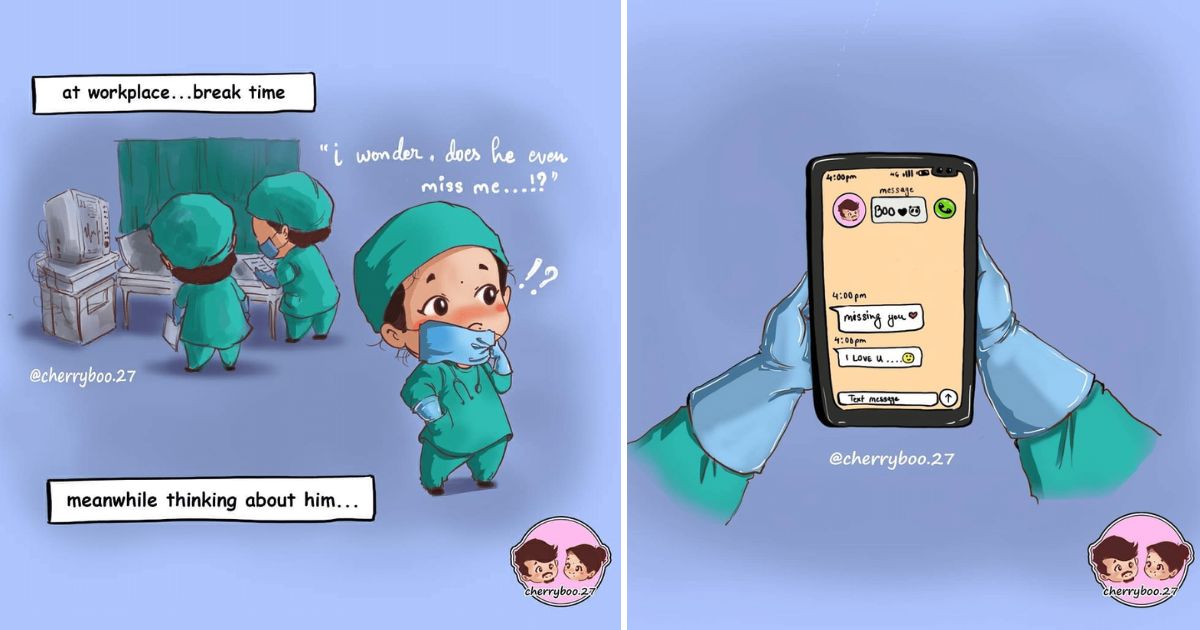 at workplace...break time
"i wonder, does he even
miss me...!?"
!?
@cherryboo.27
meanwhile thinking about him...
cherryboo.27
4:00pm
4G
message
BOO
4:00pm
missing you
4:00pm
I LOVE U ....
Text message
@cherryboo.27
cherryboo.27